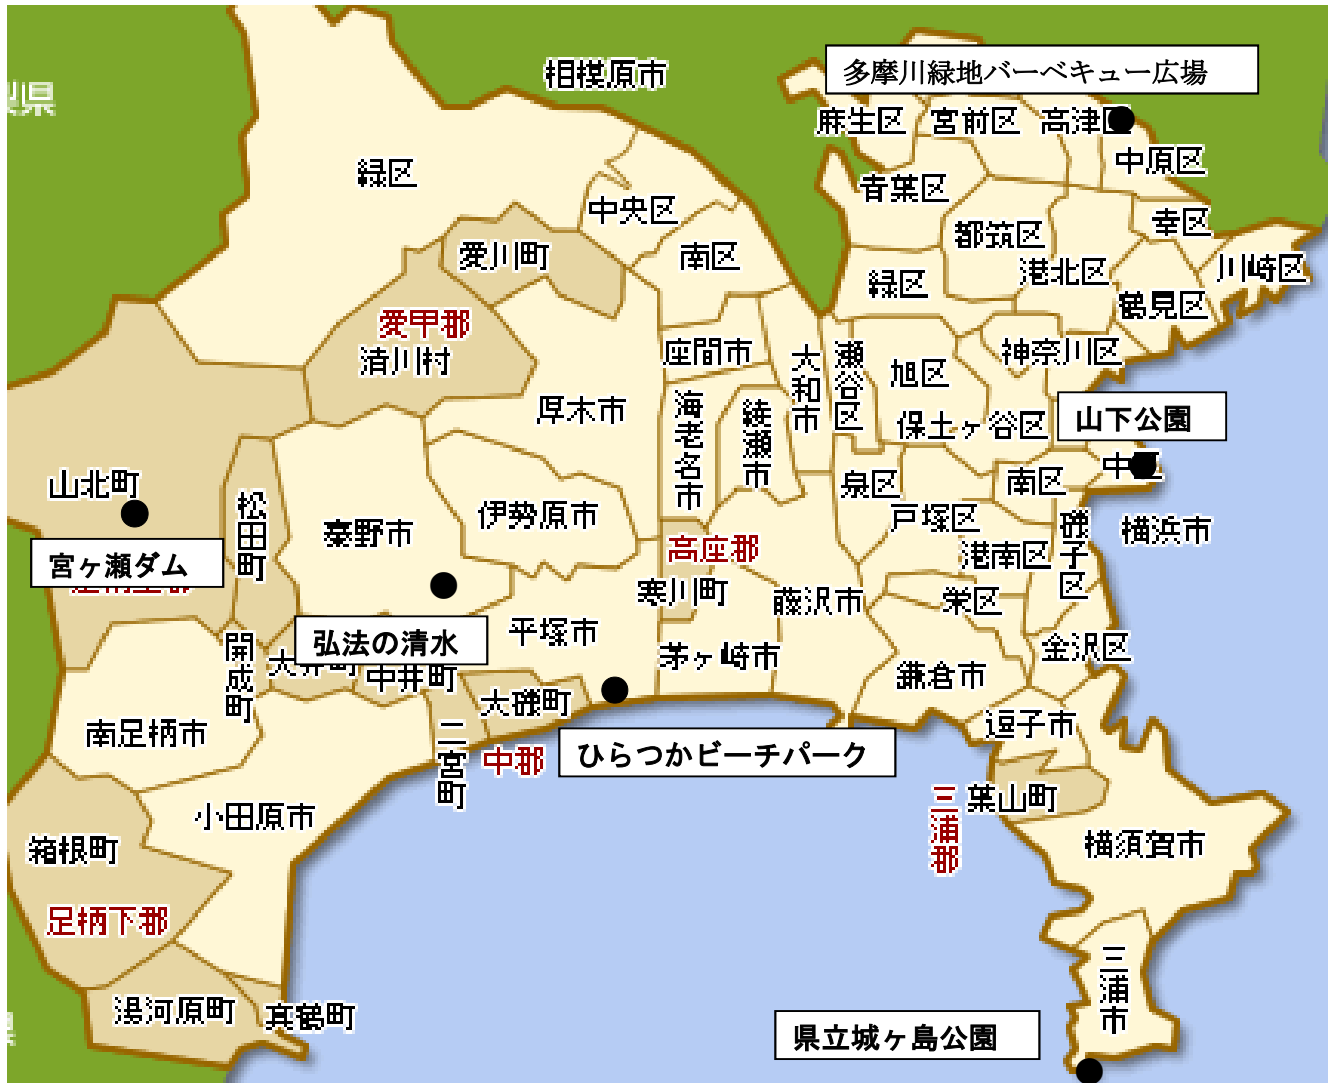 相模原市
多摩川緑地バーベキュー広場
県
麻生区
宮前区
高津区
中原区
緑区
青葉区
中央区
幸区
都筑区
愛川町
南区
港北区
川崎区
緑区
鶴見区
愛甲郡
清川村
座間市
大和市
瀬谷区
旭区
神奈川区
厚木市
海老名市
綾瀬市
保土ヶ谷区
山下公園
山北町
松田町
泉区
南区
中区
秦野市
伊勢原市
戸塚区
磯子区
横浜市
宮ヶ瀬ダム
高座郡
港南区
寒川町
藤沢市
栄区
弘法の清水
平塚市
開成町
大井町
中井町
茅ヶ崎市
鎌倉市
金沢区
大磯町
南足柄市
二宮町
中郡
ひらつかビーチパーク
逗子市
三浦郡
葉山町
小田原市
箱根町
横須賀市
足柄下郡
湯河原町
真鶴町
三浦市
県立城ヶ島公園